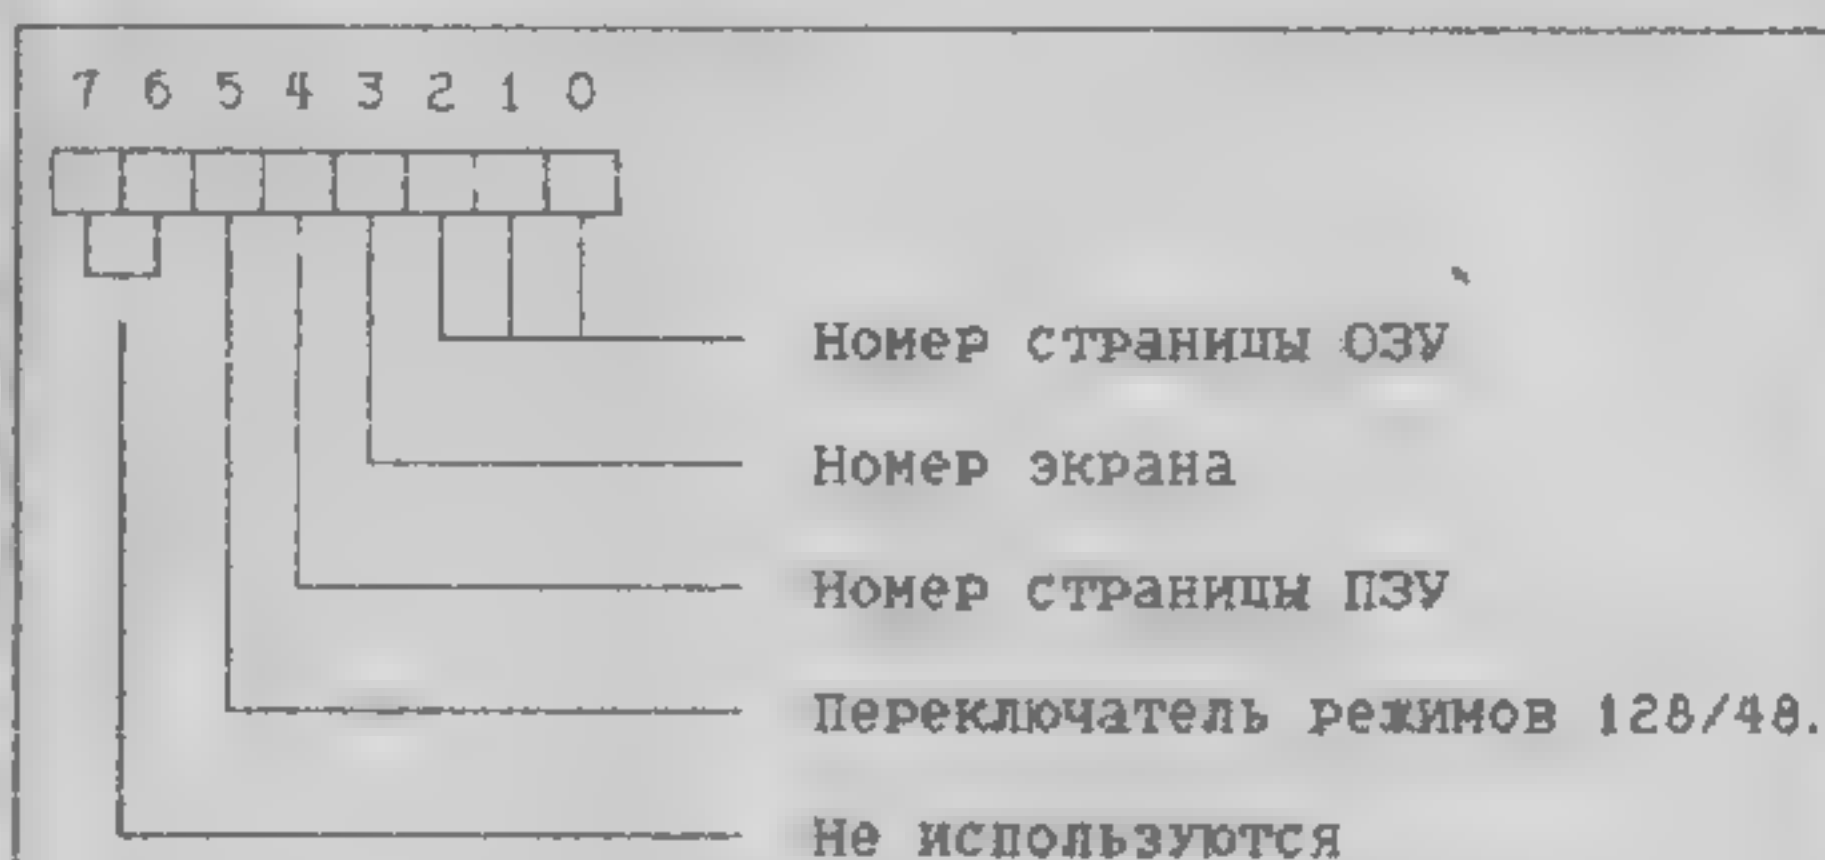 7 6 5 4 3 2 1 0
Номер страницы ОЗУ
Номер экрана
Номер страницы ПЗУ
Переключатель режимов 128/48.
Не используются